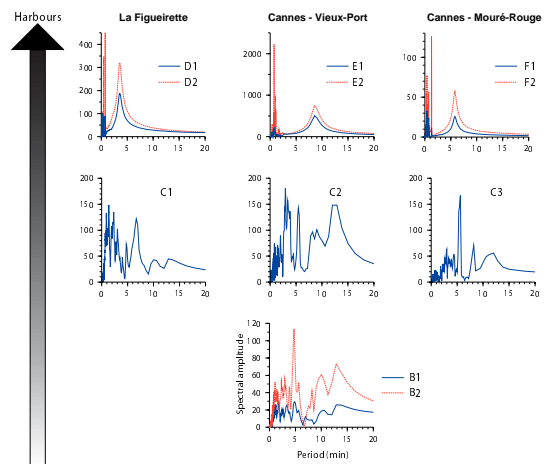 Harbours
La Figueirette
Cannes - Vieux-Port
Cannes - Mouré-Rouge
400
300
200
100
0
0 5 10 15 20
D1
D2
2000
1000
0
0 5 10 15 20
E1
E2
100
50
0
0 5 10 15 20
F1
F2
200
150
100
50
0
0 5 10 15 20
C1
200
150
100
50
0
0 5 10 15 20
C2
200
150
100
50
0
0 5 10 15 20
C3
Spectral amplitude
120
100
80
60
40
20
0
0 5 10 15 20
Period (min)
B1
B2